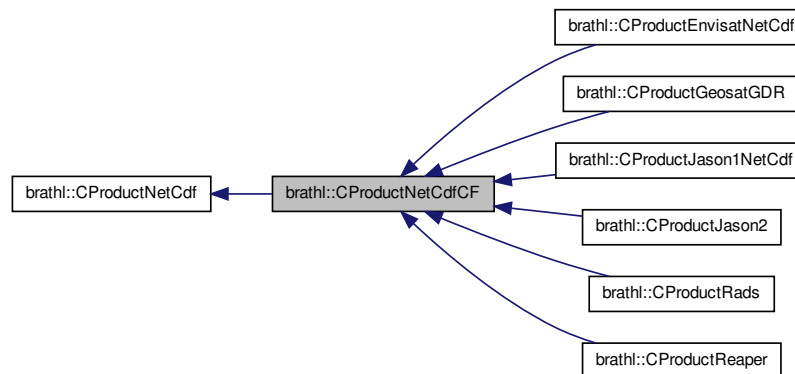 brathl::CProductEnvisatNetCdf
brathl::CProductGeosatGDR
brathl::CProductJason1NetCdf
brathl::CProductNetCdf
brathl::CProductNetCdfCF
brathl::CProductJason2
brathl::CProductRads
brathl::CProductReaper